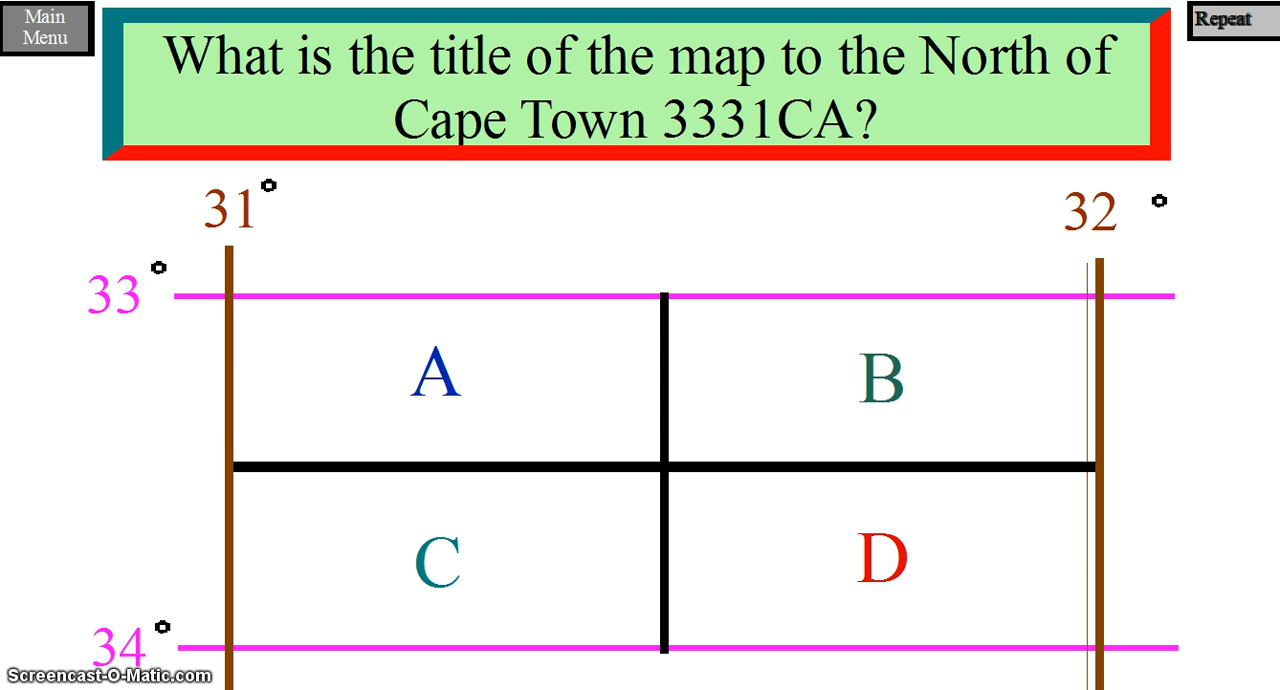 Main
Menu
Repeat
What is the title of the map to the North of
Cape Town 3331CA?
31°
32 °
33°
A
B
C
D
34°
Screencast-O-Matic.com